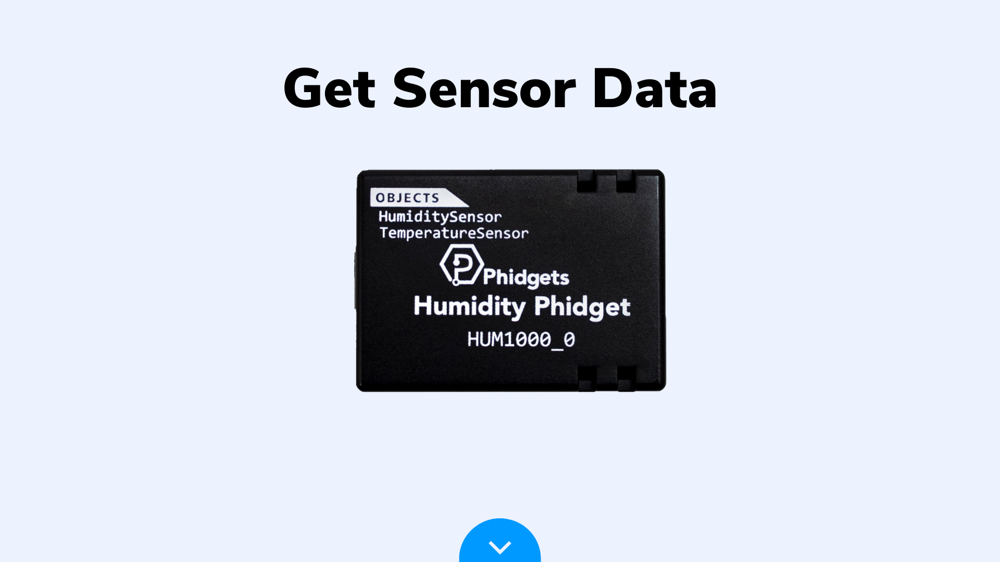 Get Sensor Data
OBJECTS
HumiditySensor
TemperatureSensor
Phidgets
Humidity Phidget
HUM1000_0